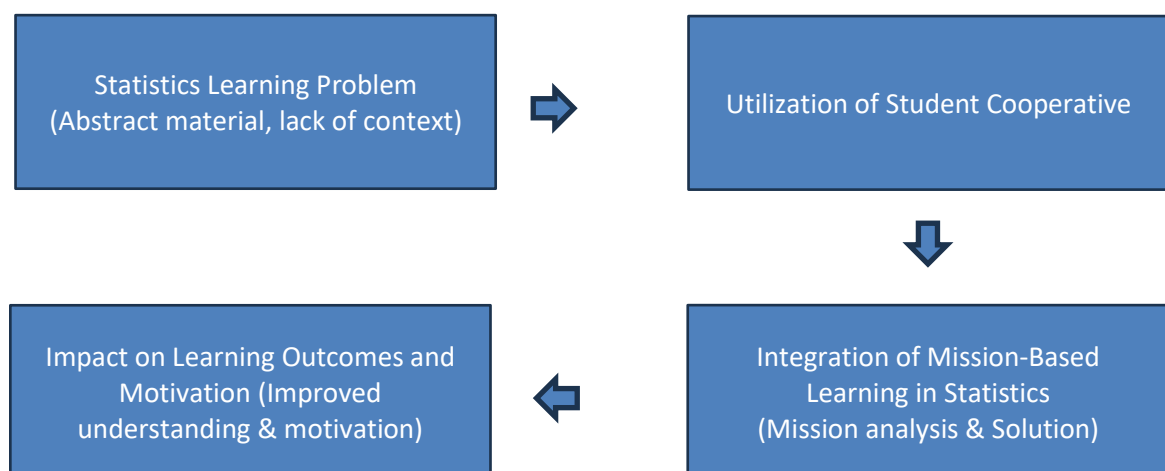 Statistics Learning Problem
(Abstract material, lack of context)
Utilization of Student Cooperative
Integration of Mission-Based
Learning in Statistics
(Mission analysis & Solution)
Impact on Learning Outcomes and
Motivation (Improved
understanding & motivation)